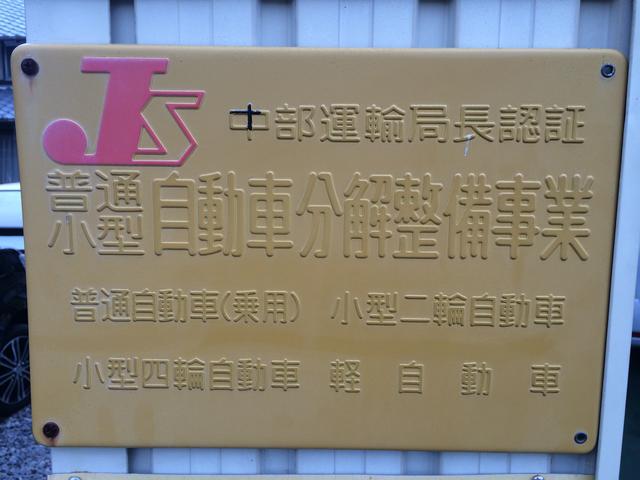 JS
中部運輸局長認証
普通
小型 自動車分解整備事業
普通自動車(乗用) 小型二輪自動車
小型四輪自動車 軽自動車